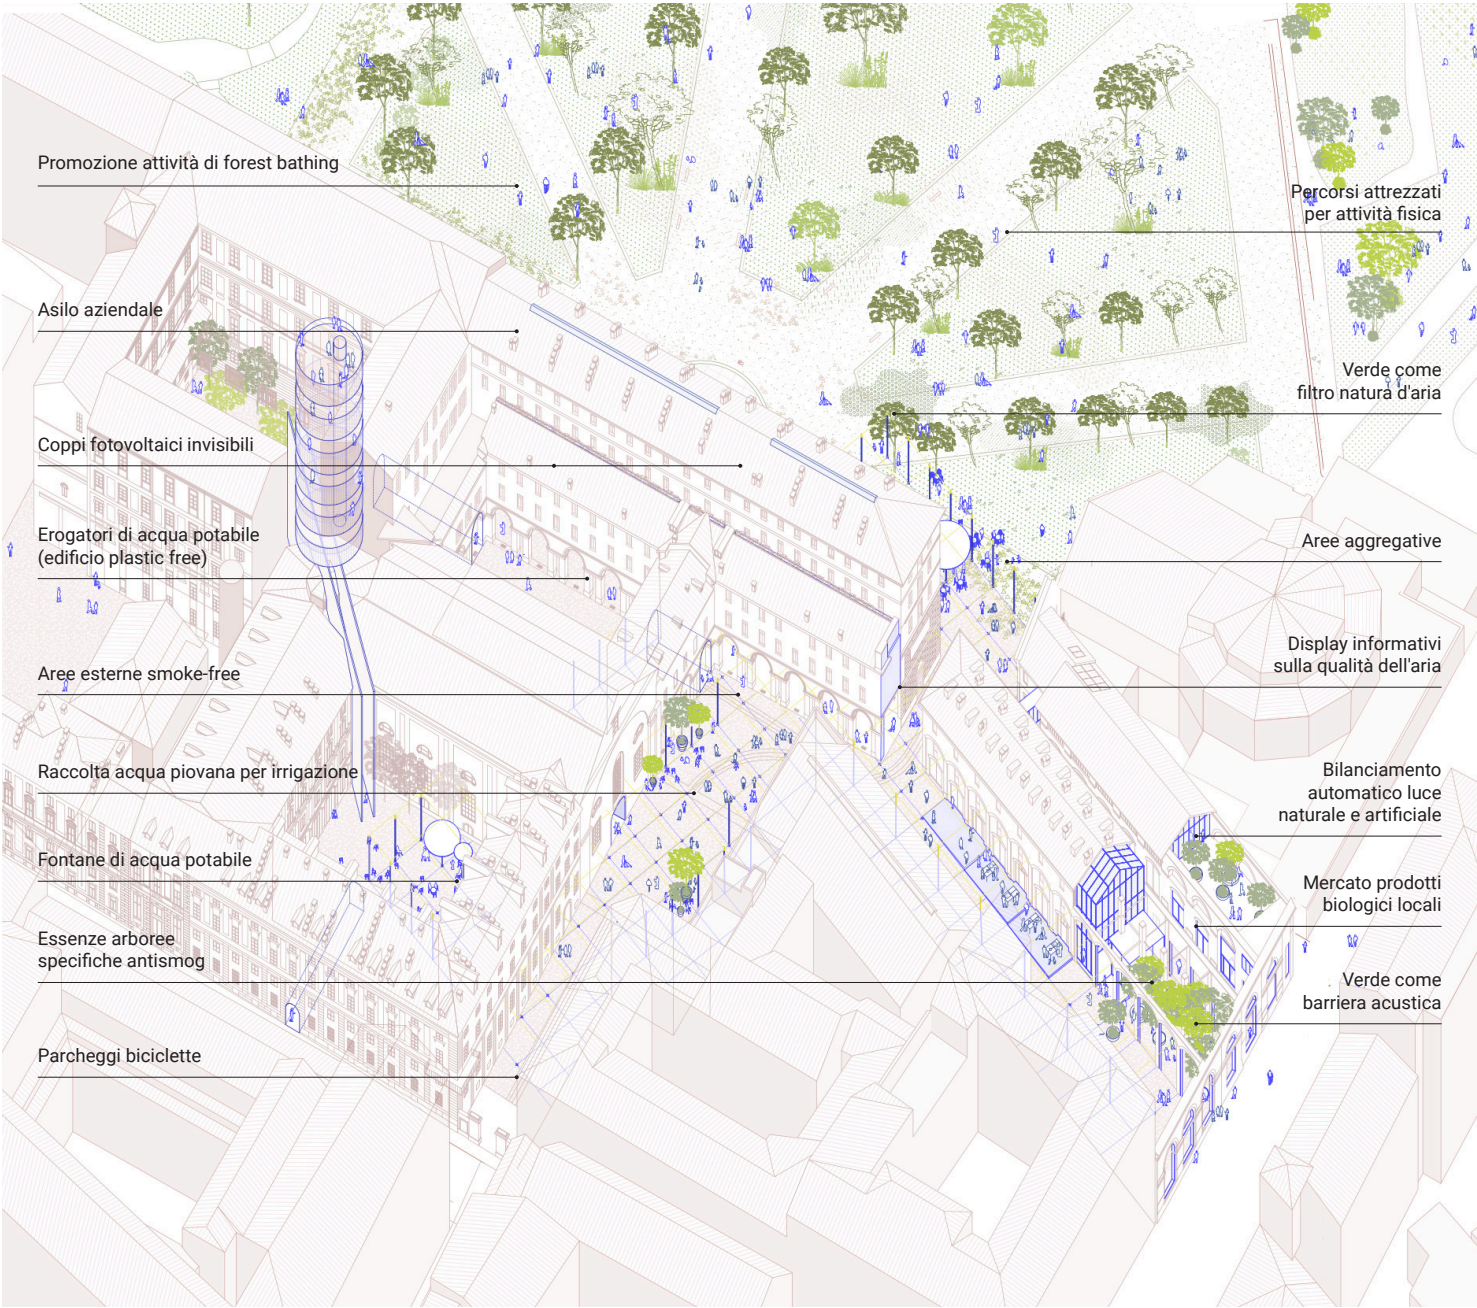 Promozione attività di forest bathing
Asilo aziendale
Coppi fotovoltaici invisibili
Erogatori di acqua potabile
(edificio plastic free)
Aree esterne smoke-free
Raccolta acqua piovana per irrigazione
Fontane di acqua potabile
Essenze arboree
specifiche antismog
Parcheggi biciclette
Percorsi attrezzati
per attività fisica
Verde come
filtro natura d'aria
Aree aggregative
Display informativi
sulla qualità dell'aria
Bilanciamento
automatico luce
naturale e artificiale
Mercato prodotti
biologici locali
Verde come
barriera acustica